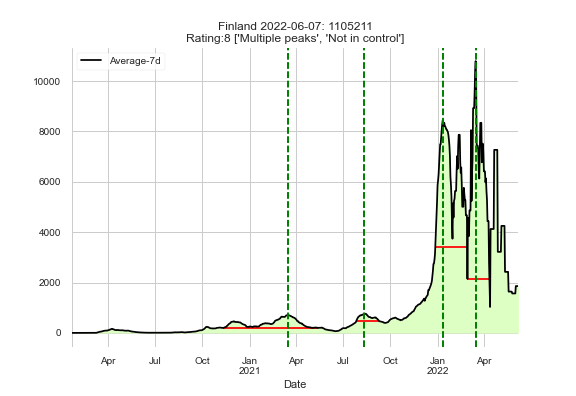 Finland 2022-06-07: 1105211
Rating:8 ['Multiple peaks', 'Not in control']
Average-7d
10000
8000
6000
4000
2000
0
Apr Jul Oct Jan Apr Jul Oct Jan Apr
2021 2022
Date